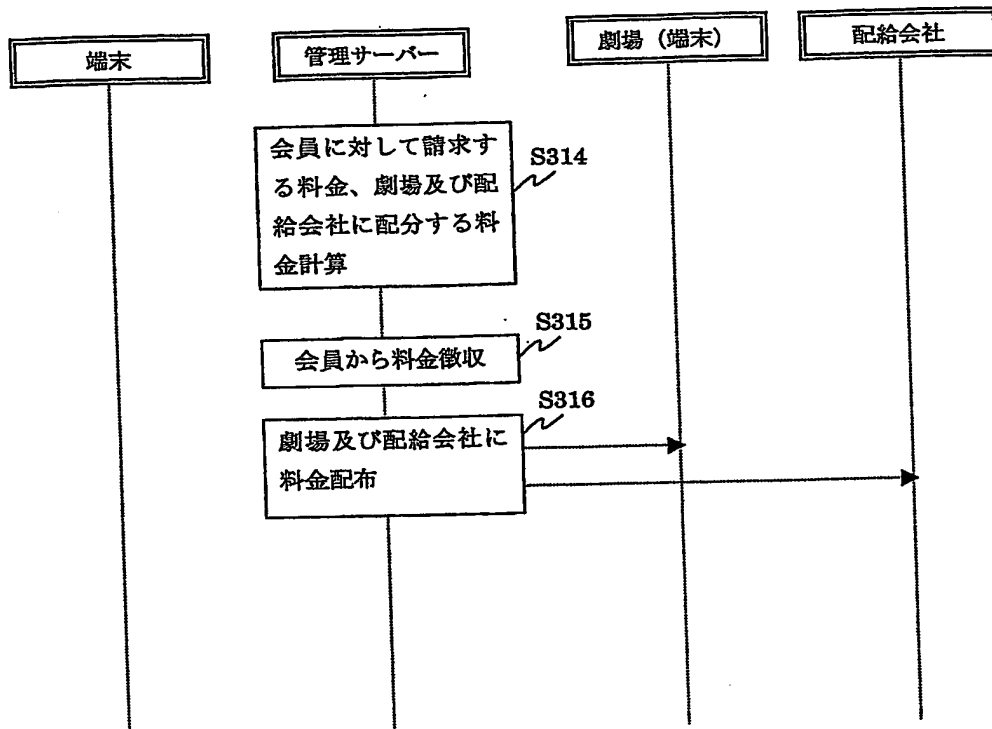 端末
管理サーバー
劇場（端末）
配給会社
会員に対して請求す
る料金、劇場及び配
給会社に配分する料
金計算
S314
会員から料金徴収
S315
劇場及び配給会社に
料金配布
S316